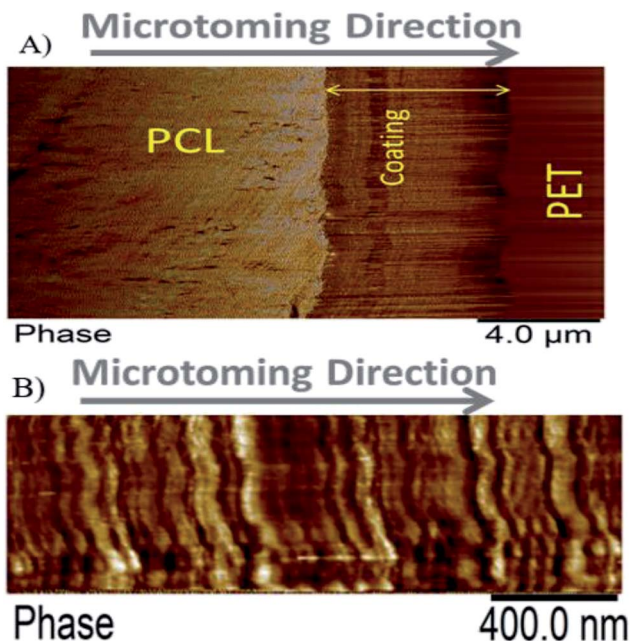 A)
Microtoming Direction
PCL
Coating
PET
Phase
4.0 µm
B)
Microtoming Direction
Phase
400.0 nm